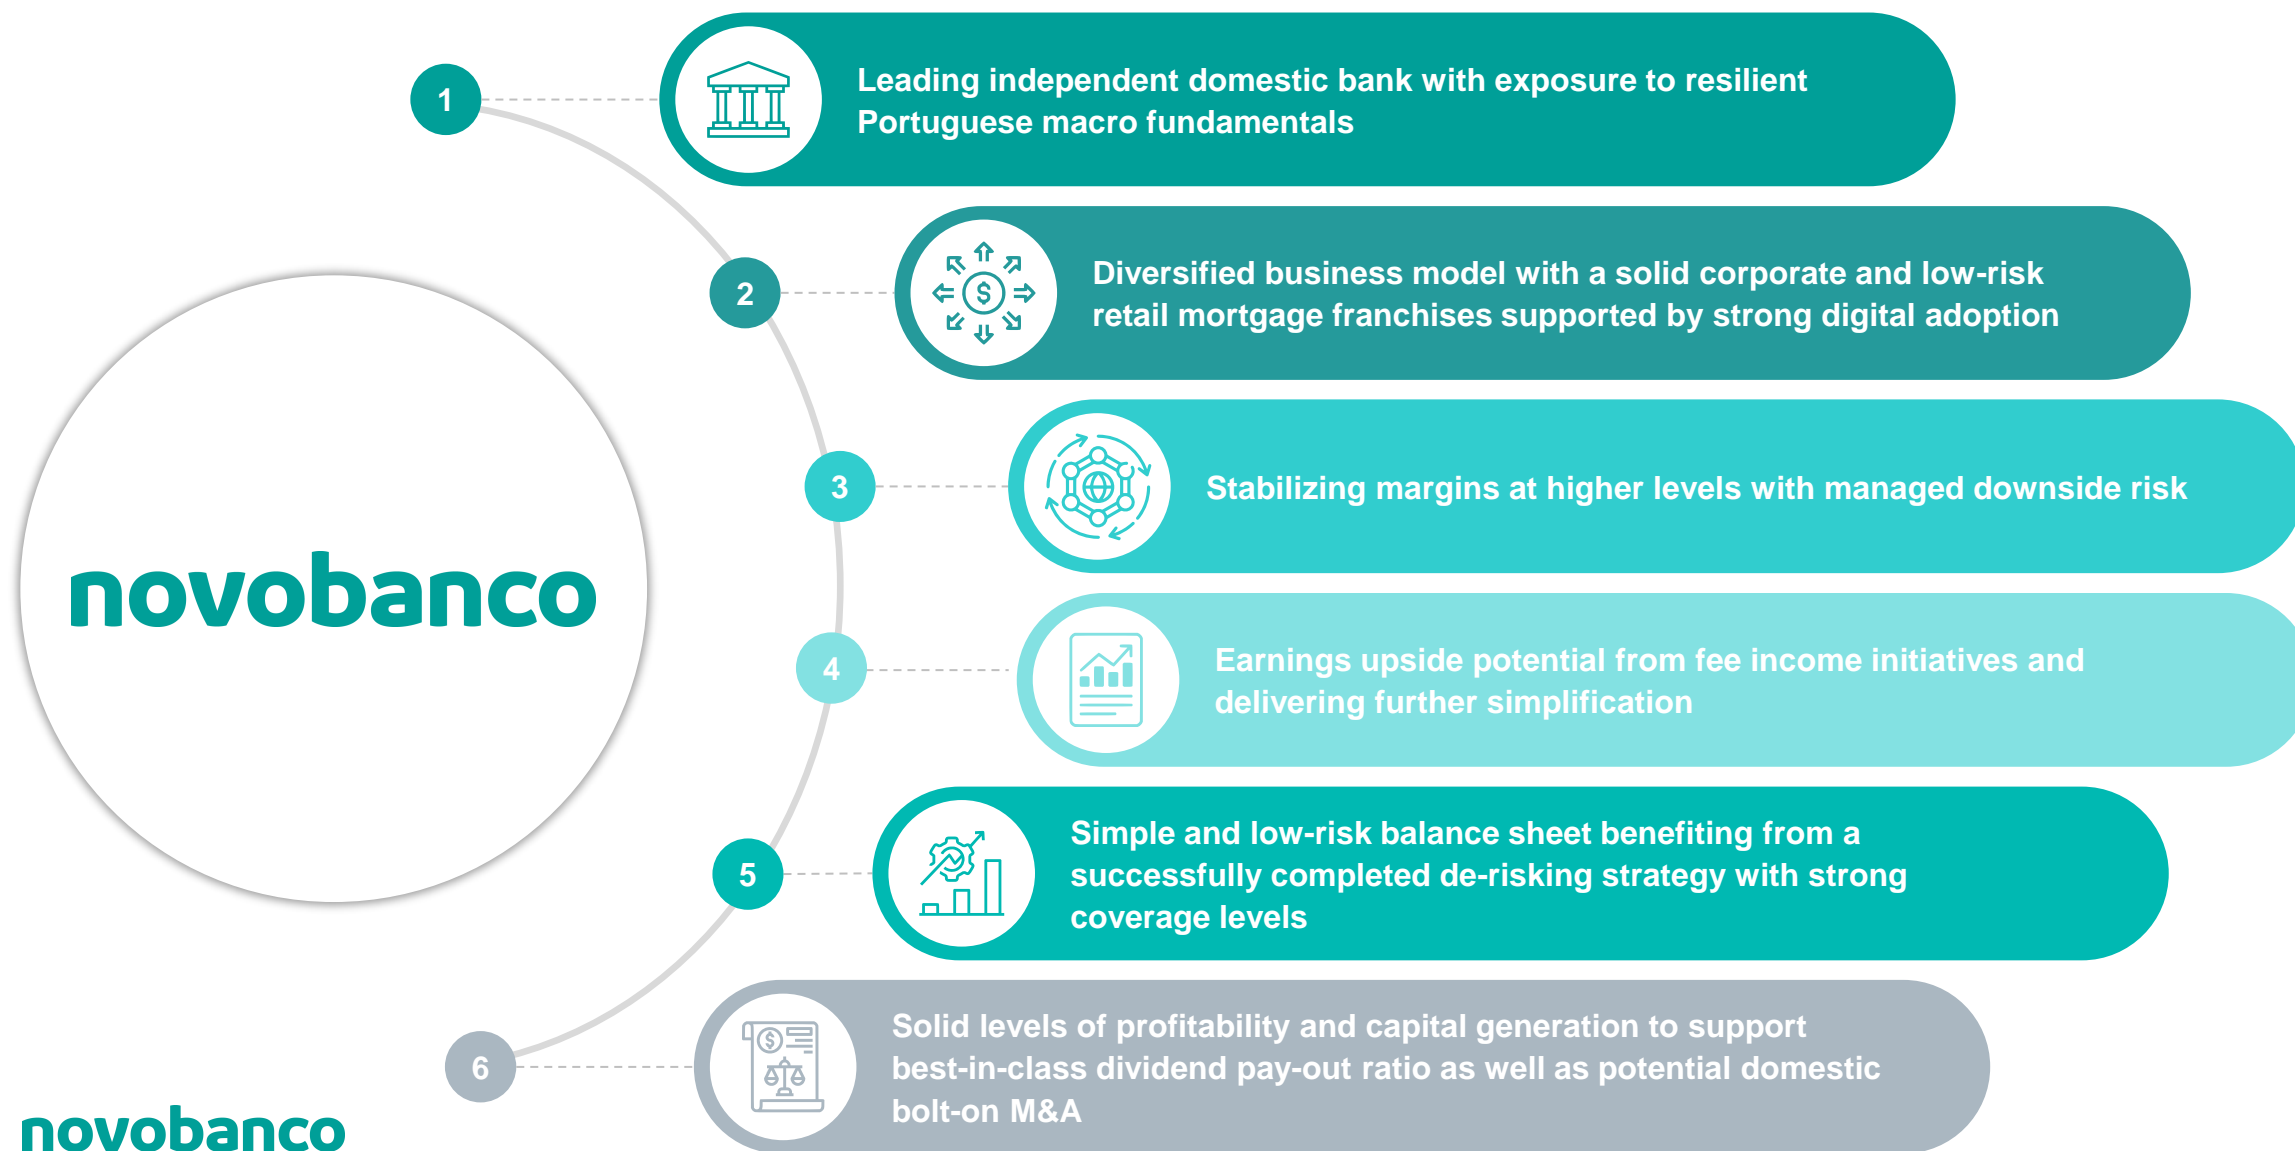 1
Leading independent domestic bank with exposure to resilient
Portuguese macro fundamentals
2
Diversified business model with a solid corporate and low-risk
retail mortgage franchises supported by strong digital adoption
3
Stabilizing margins at higher levels with managed downside risk
novobanco
4
Earnings upside potential from fee income initiatives and
delivering further simplification
5
Simple and low-risk balance sheet benefiting from a
successfully completed de-risking strategy with strong
coverage levels
6
Solid levels of profitability and capital generation to support
best-in-class dividend pay-out ratio as well as potential domestic
bolt-on M&A
novobanco